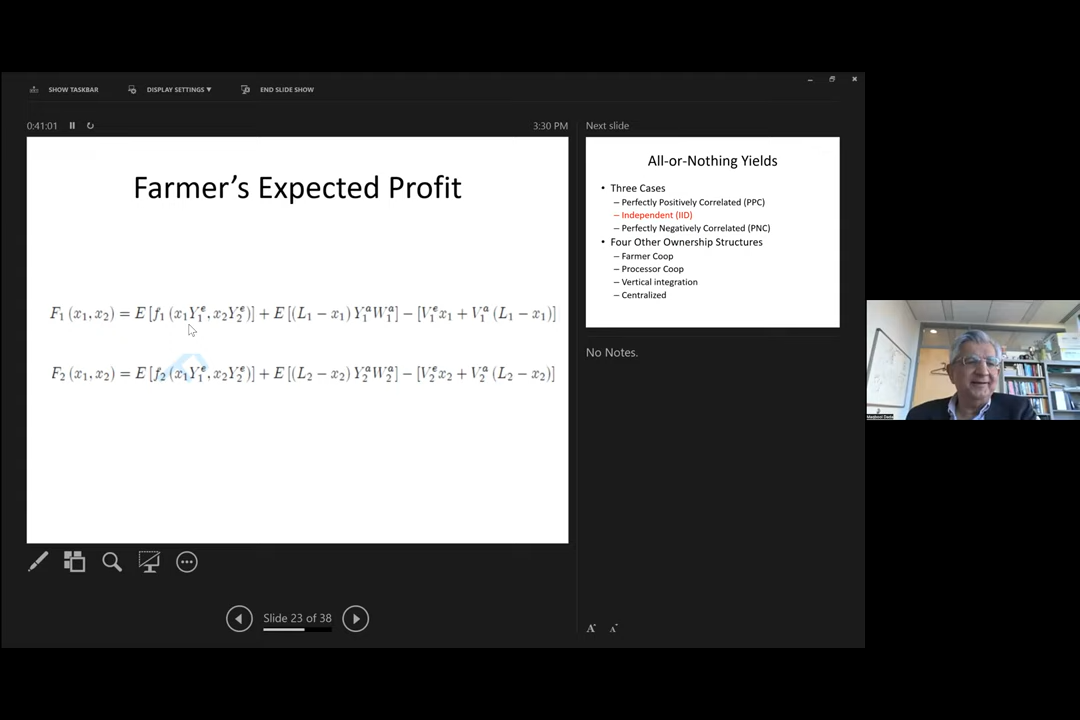 SHOW TASKBAR DISPLAY SETTINGS ▾ END SLIDE SHOW
0:41:01 3:30 PM
Farmer's Expected Profit
F₁ (x₁, x₂) = E [f₁ (x₁Y₁ᵉ, x₂Y₂ᵉ)] + E [(L₁ − x₁) Y₁ᵃW₁ᵃ] − [V₁ᵉx₁ + V₁ᵃ (L₁ − x₁)]
F₂ (x₁, x₂) = E [f₂ (x₁Y₁ᵉ, x₂Y₂ᵉ)] + E [(L₂ − x₂) Y₂ᵃW₂ᵃ] − [V₂ᵉx₂ + V₂ᵃ (L₂ − x₂)]
Slide 23 of 38
Next slide
All-or-Nothing Yields
• Three Cases
– Perfectly Positively Correlated (PPC)
– Independent (IID)
– Perfectly Negatively Correlated (PNC)
• Four Other Ownership Structures
– Farmer Coop
– Processor Coop
– Vertical integration
– Centralized
No Notes.
A A